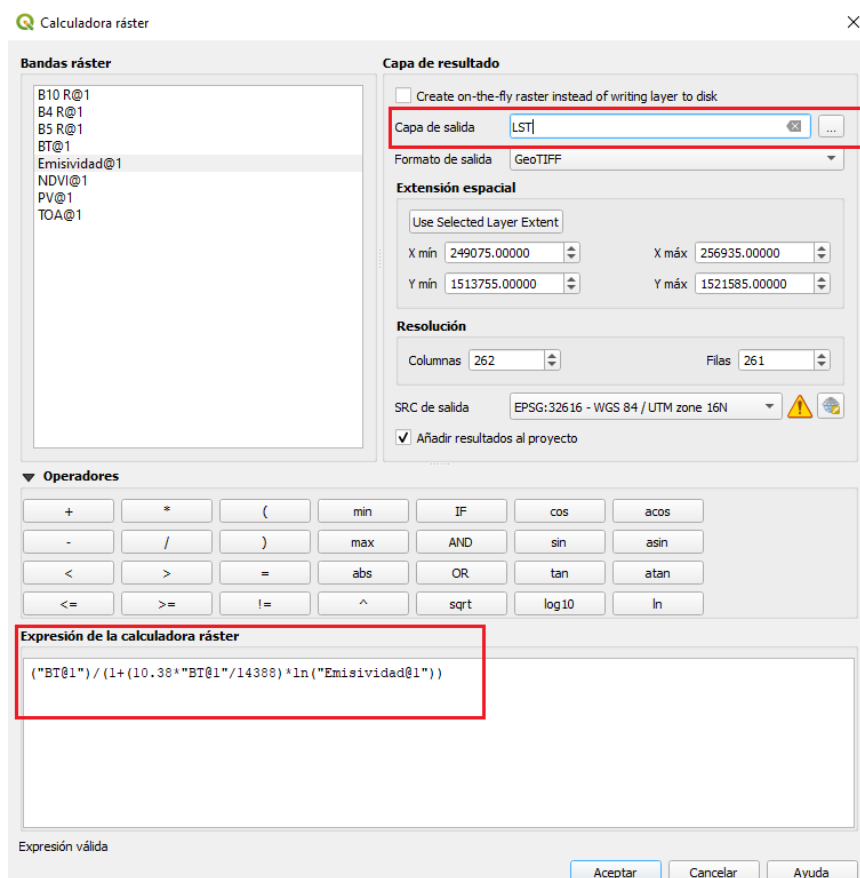 Calculadora ráster
Bandas ráster
B10 R@1
B4 R@1
B5 R@1
BT@1
Emisividad@1
NDVI@1
PV@1
TOA@1
Capa de resultado
Create on-the-fly raster instead of writing layer to disk
Capa de salida LST ...
Formato de salida GeoTIFF
Extensión espacial
Use Selected Layer Extent
X mín 249075.00000 X máx 256935.00000
Y mín 1513755.00000 Y máx 1521585.00000
Resolución
Columnas 262 Filas 261
SRC de salida EPSG:32616 - WGS 84 / UTM zone 16N
Añadir resultados al proyecto
Operadores
+ * ( min IF cos acos
- / ) max AND sin asin
< > = abs OR tan atan
<= >= != ^ sqrt log10 ln
Expresión de la calculadora ráster
("BT@1")/(1+(10.38*"BT@1"/14388)*ln("Emisividad@1"))
Expresión válida
Aceptar Cancelar Ayuda